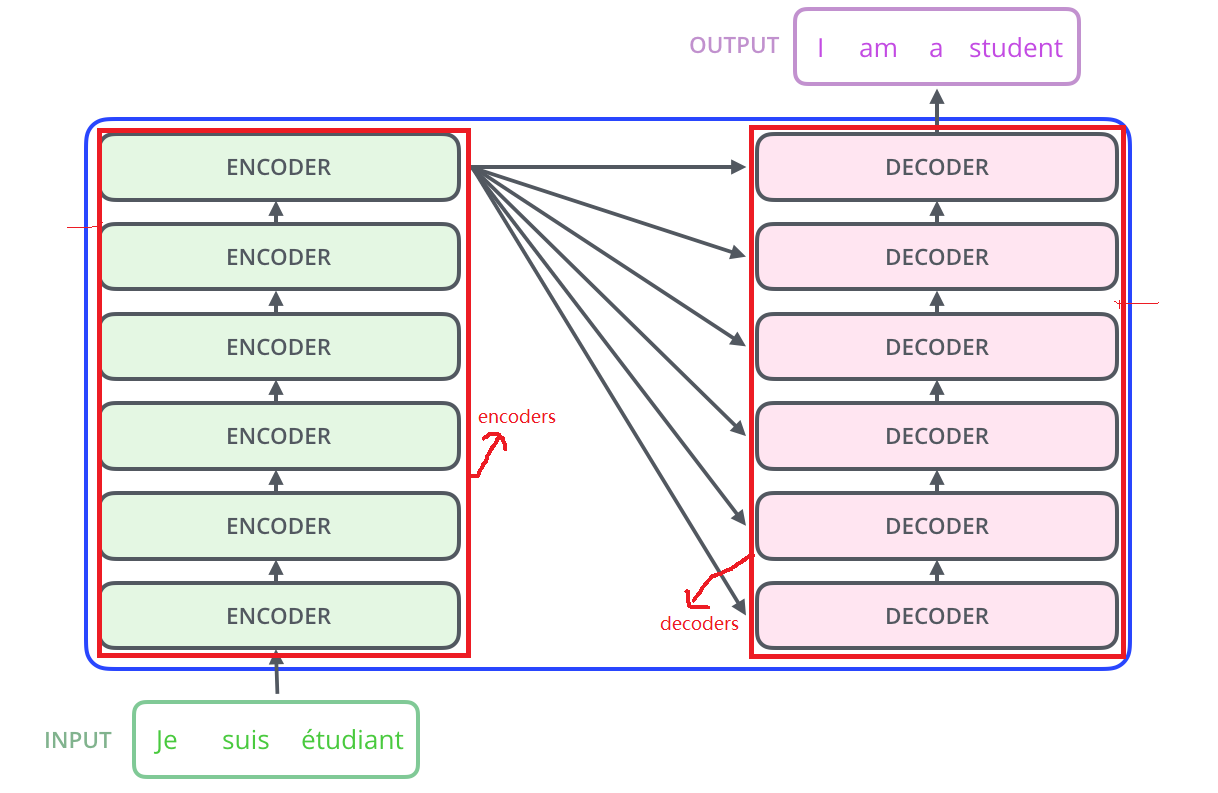 OUTPUT
I am a student
ENCODER
DECODER
ENCODER
DECODER
ENCODER
DECODER
encoders
ENCODER
DECODER
ENCODER
DECODER
ENCODER
DECODER
decoders
INPUT
Je suis étudiant